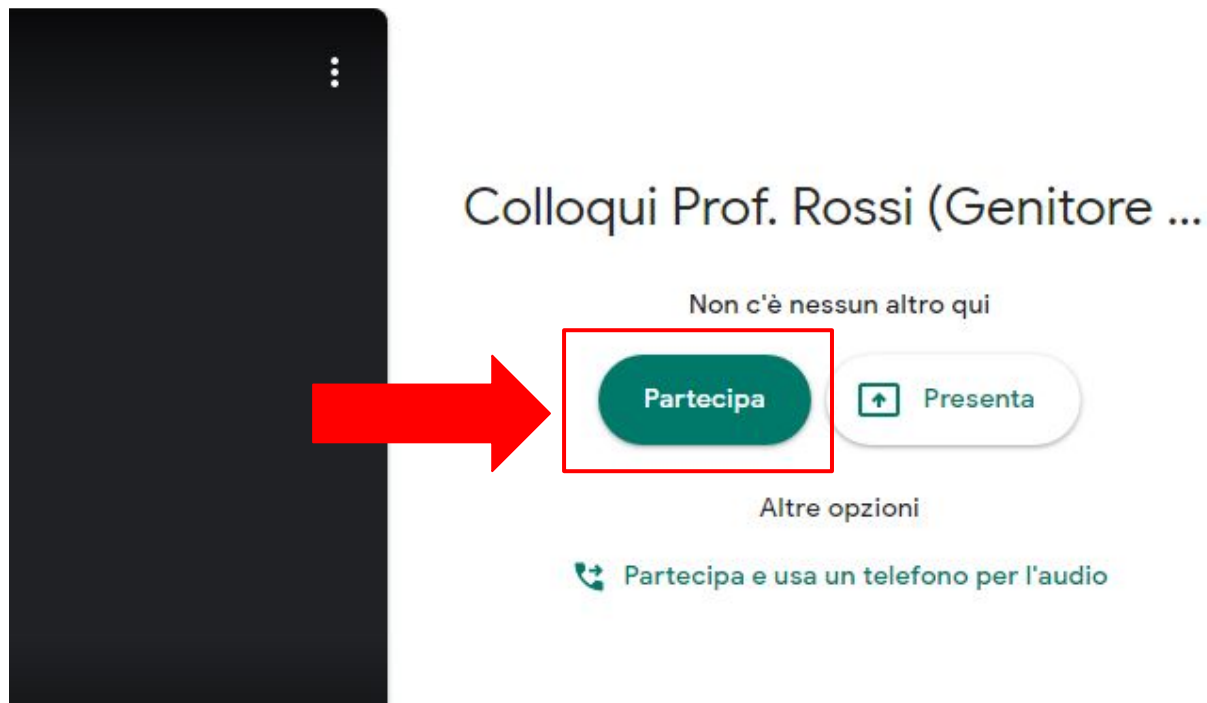 Colloqui Prof. Rossi (Genitore ...
Non c'è nessun altro qui
Partecipa
Presenta
Altre opzioni
Partecipa e usa un telefono per l'audio